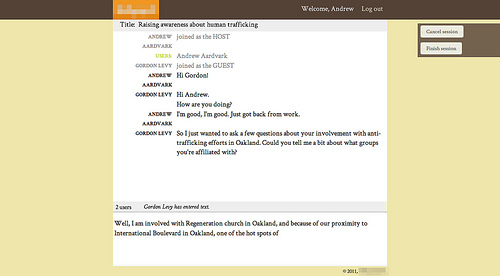 Welcome, Andrew Log out
Title: Raising awareness about human trafficking
Cancel session
Finish session
ANDREW AARDVARK joined as the HOST
USERS Andrew Aardvark
GORDON LEVY joined as the GUEST
ANDREW AARDVARK Hi Gordon!
GORDON LEVY Hi Andrew.
How are you doing?
ANDREW AARDVARK I'm good, I'm good. Just got back from work.
GORDON LEVY So I just wanted to ask a few questions about your involvement with anti-
trafficking efforts in Oakland. Could you tell me a bit about what groups
you're affiliated with?
2 users Gordon Levy has entered text
Well, I am involved with Regeneration church in Oakland, and because of our proximity to
International Boulevard in Oakland, one of the hot spots of
© 2011,